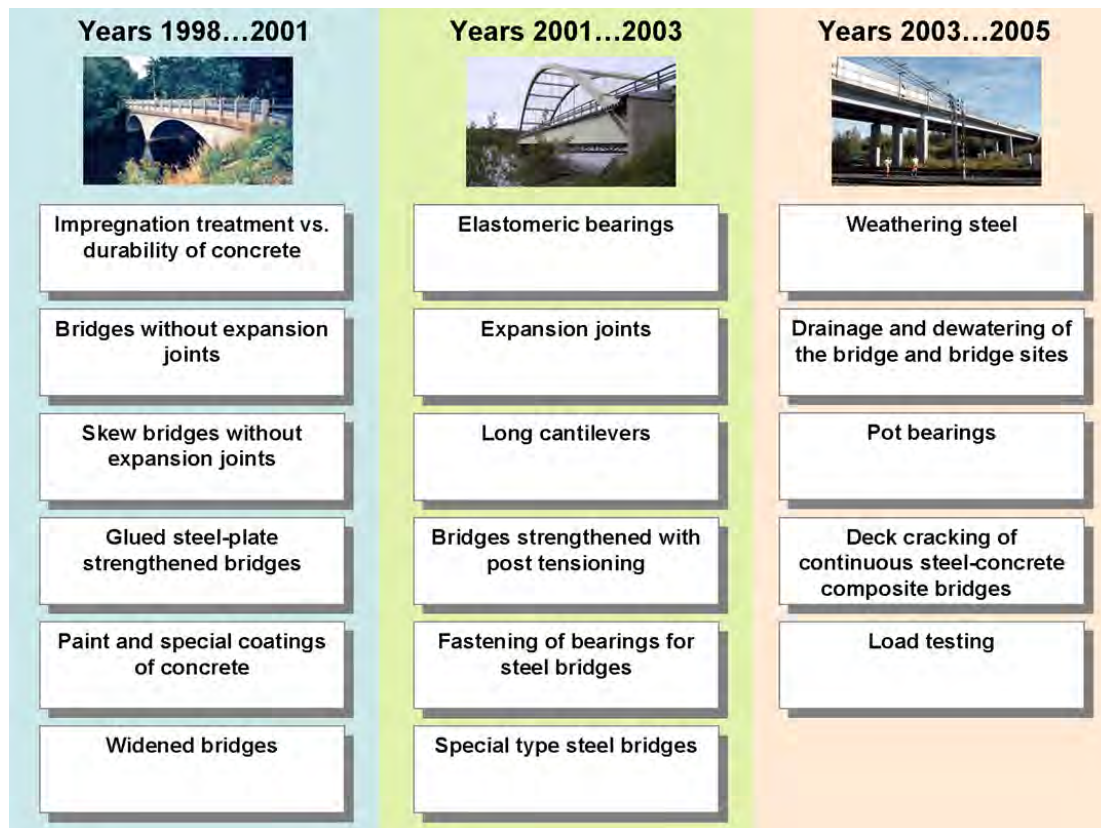 Years 1998…2001
Impregnation treatment vs.
durability of concrete
Bridges without expansion
joints
Skew bridges without
expansion joints
Glued steel-plate
strengthened bridges
Paint and special coatings
of concrete
Widened bridges
Years 2001…2003
Elastomeric bearings
Expansion joints
Long cantilevers
Bridges strengthened with
post tensioning
Fastening of bearings for
steel bridges
Special type steel bridges
Years 2003…2005
Weathering steel
Drainage and dewatering of
the bridge and bridge sites
Pot bearings
Deck cracking of
continuous steel-concrete
composite bridges
Load testing